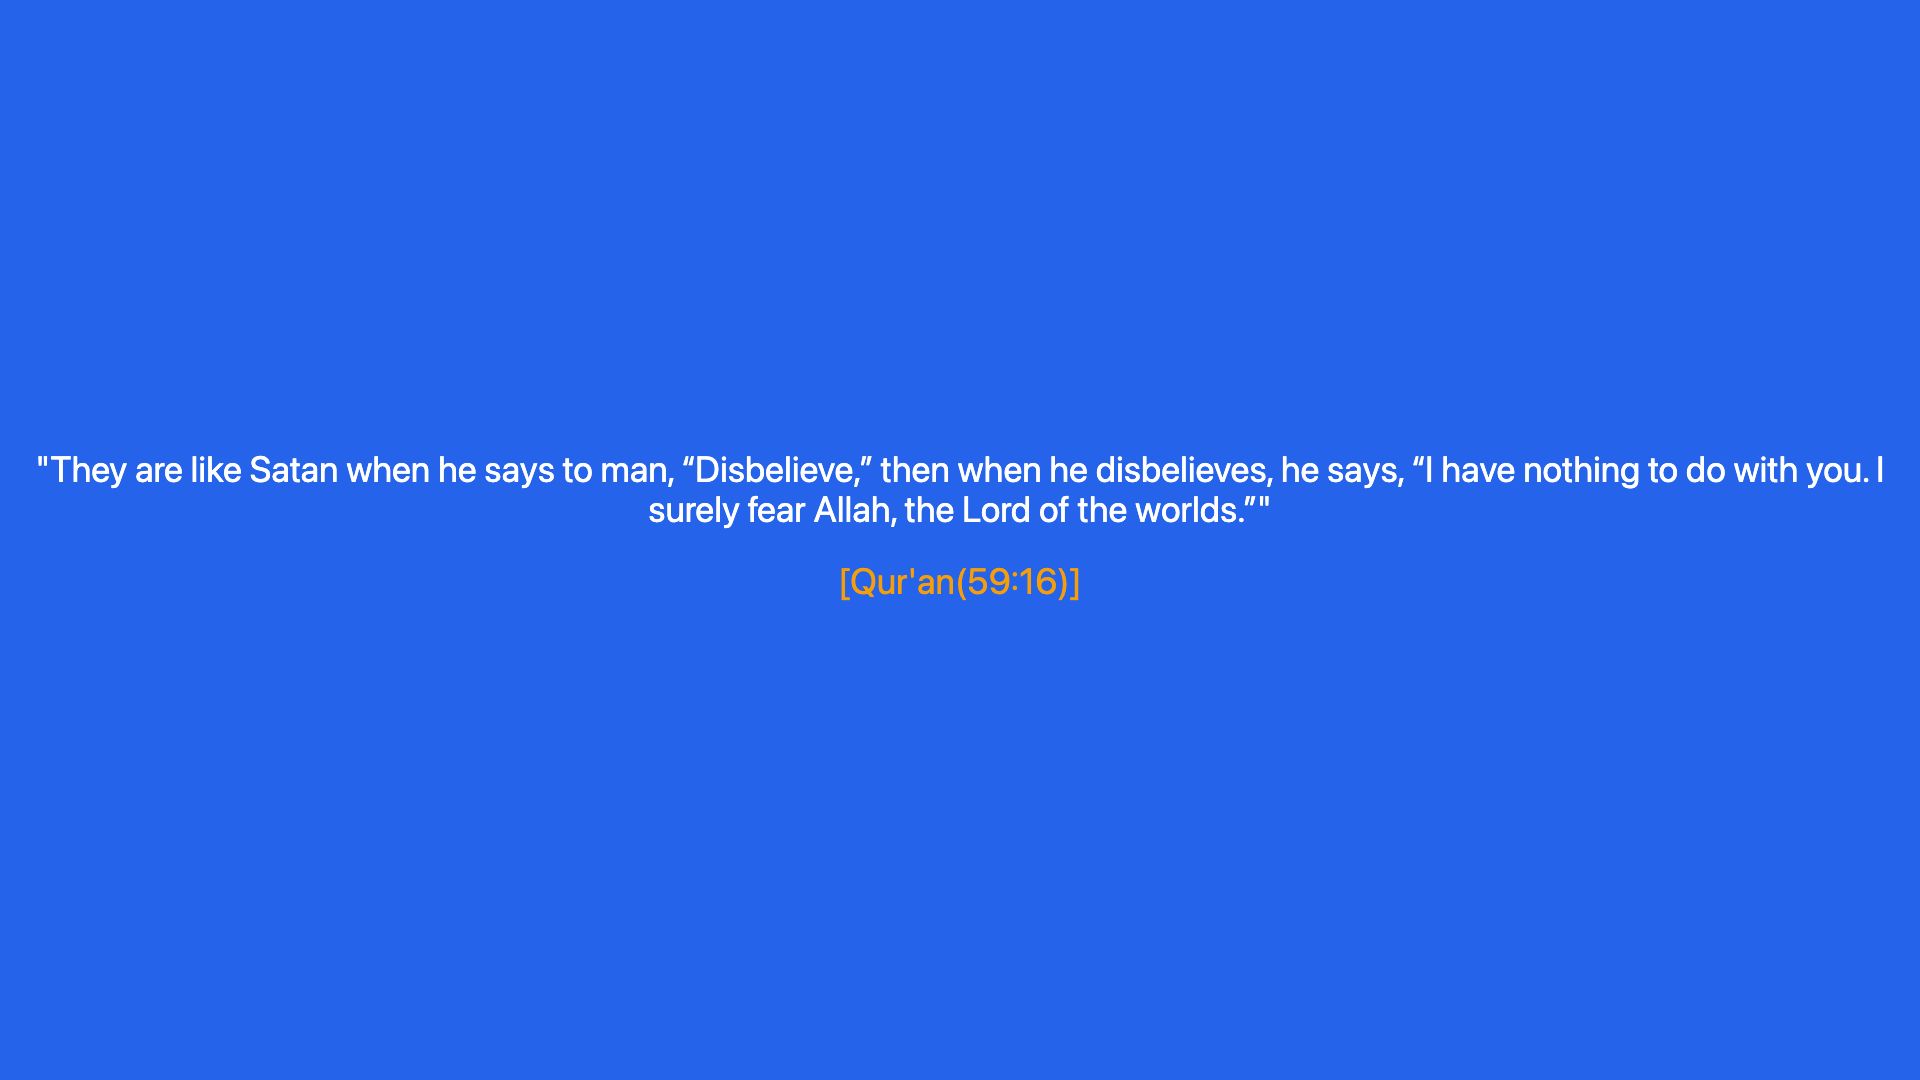 "They are like Satan when he says to man, “Disbelieve,” then when he disbelieves, he says, “I have nothing to do with you. I
surely fear Allah, the Lord of the worlds.”"
[Qur'an(59:16)]